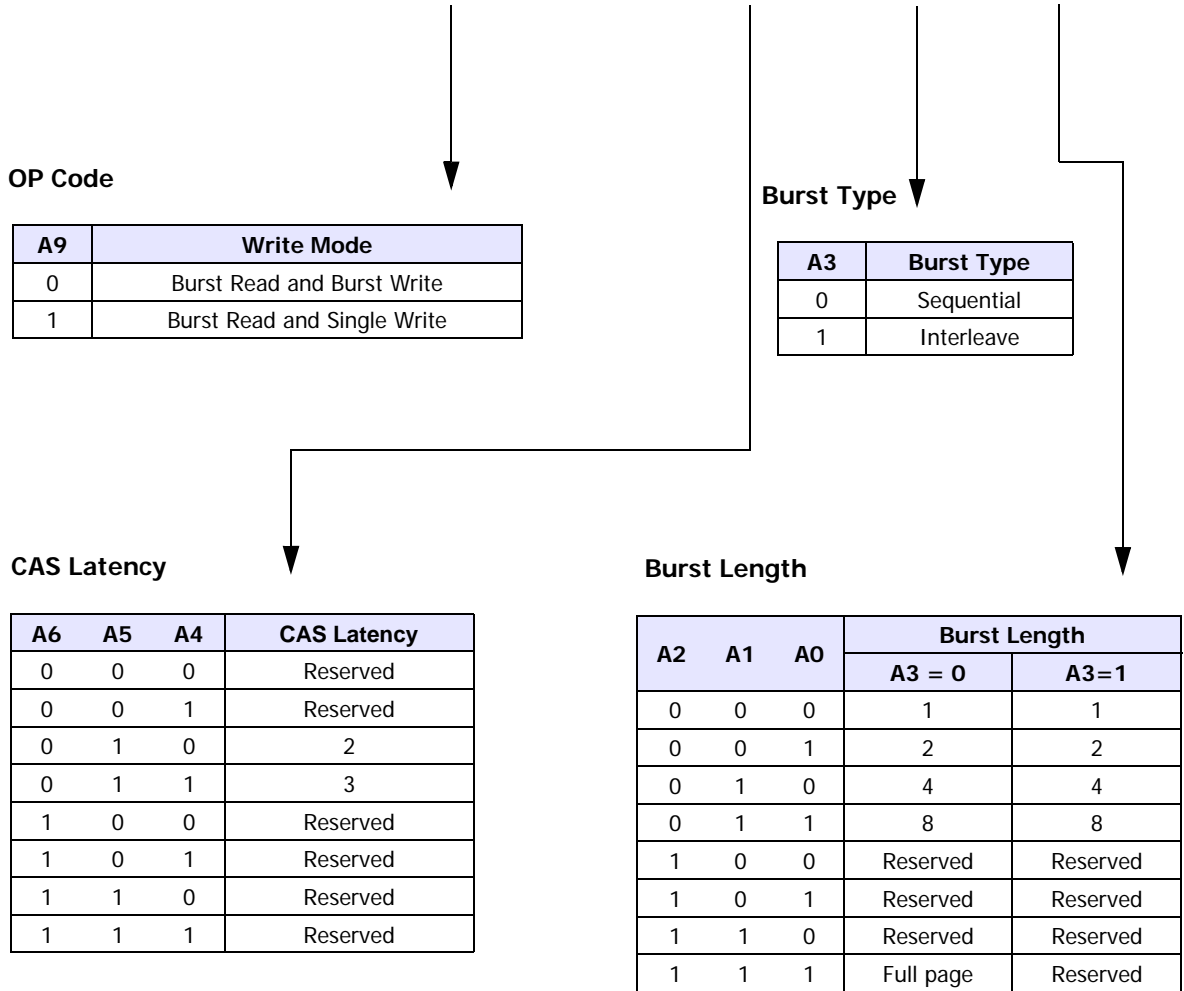 OP Code
A9 Write Mode
0 Burst Read and Burst Write
1 Burst Read and Single Write
Burst Type
A3 Burst Type
0 Sequential
1 Interleave
CAS Latency
A6 A5 A4 CAS Latency
0 0 0 Reserved
0 0 1 Reserved
0 1 0 2
0 1 1 3
1 0 0 Reserved
1 0 1 Reserved
1 1 0 Reserved
1 1 1 Reserved
Burst Length
A2 A1 A0 Burst Length
A3 = 0 A3=1
0 0 0 1 1
0 0 1 2 2
0 1 0 4 4
0 1 1 8 8
1 0 0 Reserved Reserved
1 0 1 Reserved Reserved
1 1 0 Reserved Reserved
1 1 1 Full page Reserved